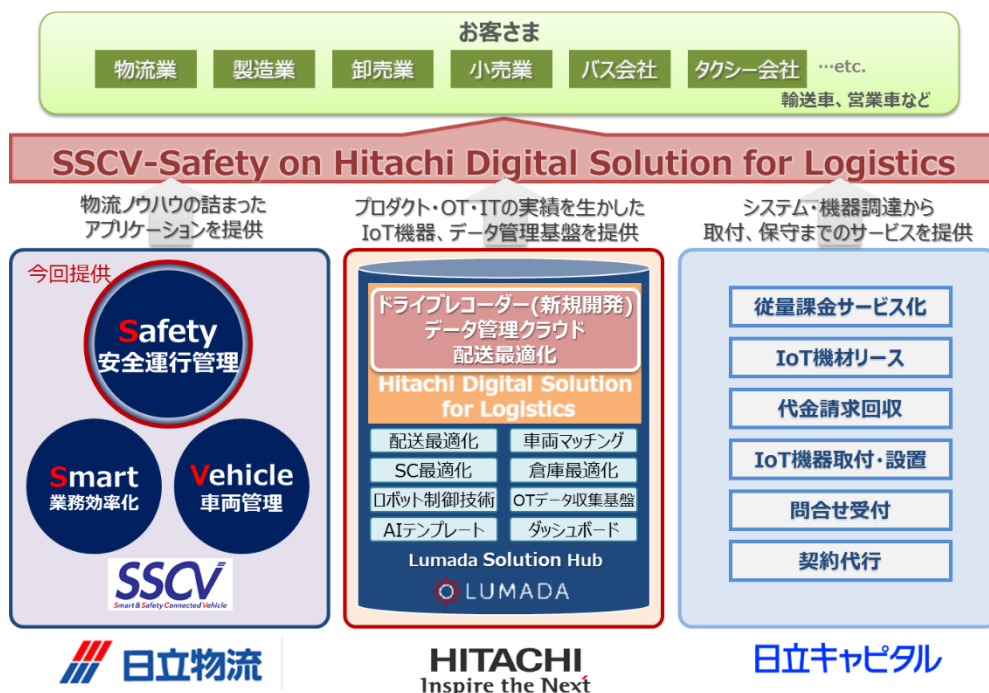 お客さま
物流業 製造業 卸売業 小売業 バス会社 タクシー会社 …etc.
輸送車、営業車など
SSCV-Safety on Hitachi Digital Solution for Logistics
物流ノウハウの詰まった
アプリケーションを提供
プロダクト・OT・ITの実績を生かした
IoT機器、データ管理基盤を提供
システム・機器調達から
取付、保守までのサービスを提供
今回提供
Safety
安全運行管理
Smart
業務効率化
Vehicle
車両管理
SSCV
Smart & Safety Connected Vehicle
ドライブレコーダー(新規開発)
データ管理クラウド
配送最適化
Hitachi Digital Solution
for Logistics
配送最適化 車両マッチング
SC最適化 倉庫最適化
ロボット制御技術 OTデータ収集基盤
AIテンプレート ダッシュボード
Lumada Solution Hub
LUMADA
従量課金サービス化
IoT機材リース
代金請求回収
IoT機器取付・設置
問合せ受付
契約代行
日立物流
HITACHI
Inspire the Next
日立キャピタル